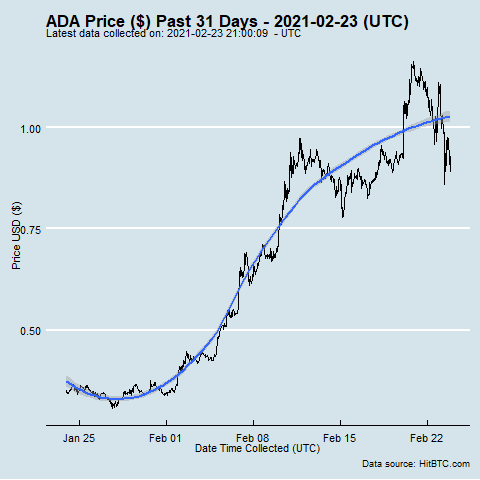 ADA Price ($) Past 31 Days - 2021-02-23 (UTC)
Latest data collected on: 2021-02-23 21:00:09 - UTC
Price USD ($)
1.00
0.75
0.50
Jan 25
Feb 01
Feb 08
Feb 15
Feb 22
Date Time Collected (UTC)
Data source: HitBTC.com